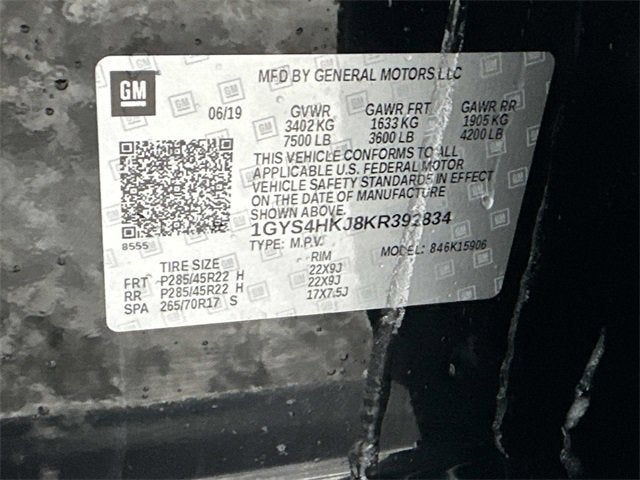 GM
MFD BY GENERAL MOTORS LLC
06/19 GVWR GAWR FRT GAWR RR
3402 KG 1633 KG 1905 KG
7500 LB 3600 LB 4200 LB
THIS VEHICLE CONFORMS TO ALL
APPLICABLE U.S. FEDERAL MOTOR
VEHICLE SAFETY STANDARDS IN EFFECT
ON THE DATE OF MANUFACTURE
SHOWN ABOVE.
8555
1GYS4HKJ8KR392834
TYPE: M.P.V. MODEL: 846K15906
TIRE SIZE RIM
FRT P285/45R22 H 22X9J
RR P285/45R22 H 22X9J
SPA 265/70R17 S 17X7.5J